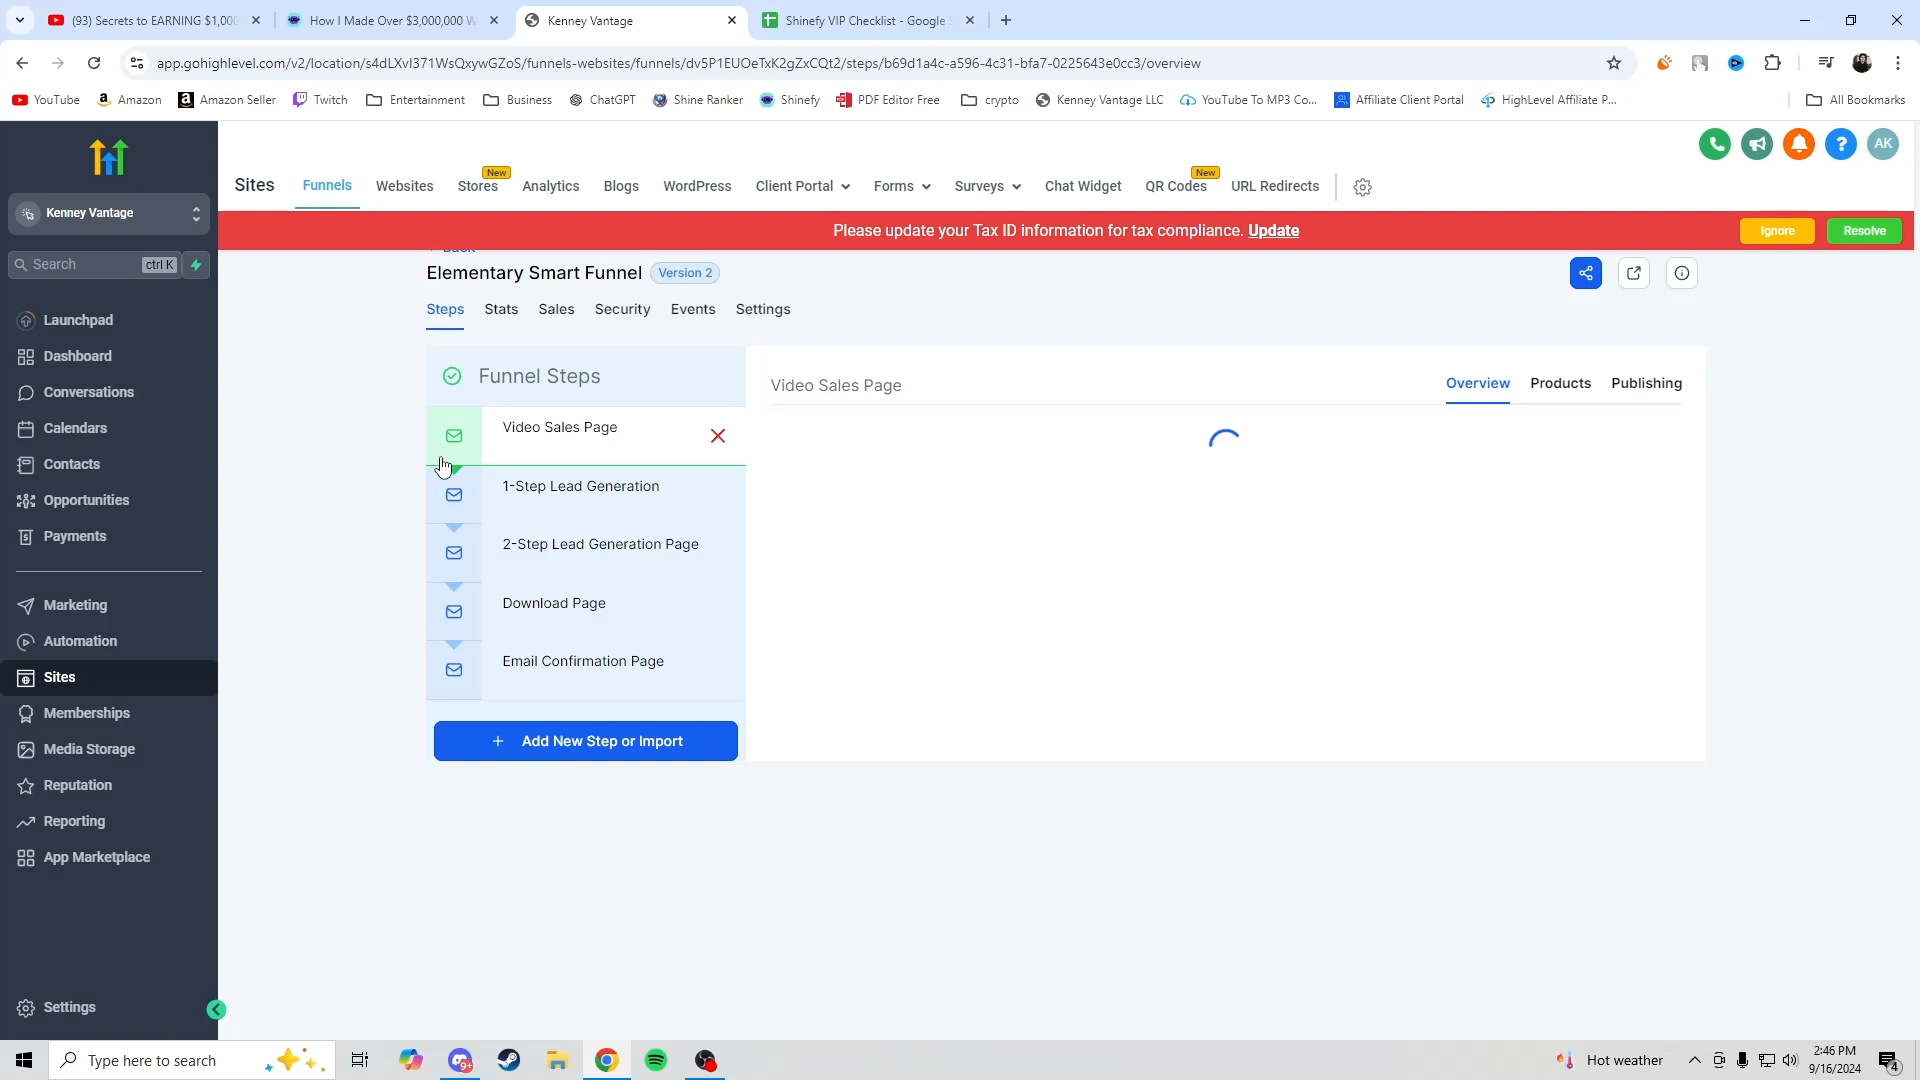 (93) Secrets to EARNING $1,000
How I Made Over $3,000,000 W
Kenney Vantage
Shinefy VIP Checklist - Google S
app.gohighlevel.com/v2/location/s4dLXvI371WsQxywGZoS/funnels-websites/funnels/dv5P1EUOeTxK2gZxCQt2/steps/b69d1a4c-a596-4c31-bfa7-0225643e0cc3/overview
YouTube
Amazon
Amazon Seller
Twitch
Entertainment
Business
ChatGPT
Shine Ranker
Shinefy
PDF Editor Free
crypto
Kenney Vantage LLC
YouTube To MP3 Co...
Affiliate Client Portal
HighLevel Affiliate P...
All Bookmarks
AK
Sites
Funnels
Websites
New
Stores
Analytics
Blogs
WordPress
Client Portal
Forms
Surveys
Chat Widget
New
QR Codes
URL Redirects
Kenney Vantage
Please update your Tax ID information for tax compliance. Update
Ignore
Resolve
Search
ctrl K
Back
Elementary Smart Funnel
Version 2
Steps
Stats
Sales
Security
Events
Settings
Launchpad
Dashboard
Conversations
Calendars
Contacts
Opportunities
Payments
Marketing
Automation
Sites
Memberships
Media Storage
Reputation
Reporting
App Marketplace
Settings
Funnel Steps
Video Sales Page
1-Step Lead Generation
2-Step Lead Generation Page
Download Page
Email Confirmation Page
+ Add New Step or Import
Video Sales Page
Overview
Products
Publishing
Type here to search
9+
Hot weather
2:46 PM
9/16/2024
4